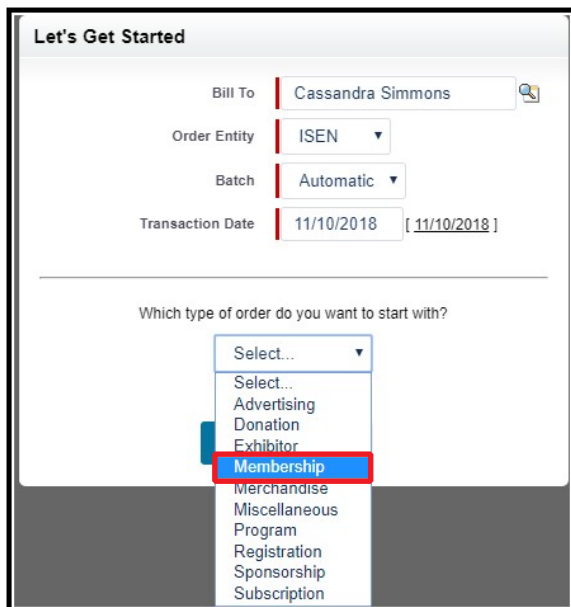 Let's Get Started
Bill To Cassandra Simmons
Order Entity ISEN
Batch Automatic
Transaction Date 11/10/2018 [ 11/10/2018 ]
Which type of order do you want to start with?
Select...
Select...
Advertising
Donation
Exhibitor
Membership
Merchandise
Miscellaneous
Program
Registration
Sponsorship
Subscription